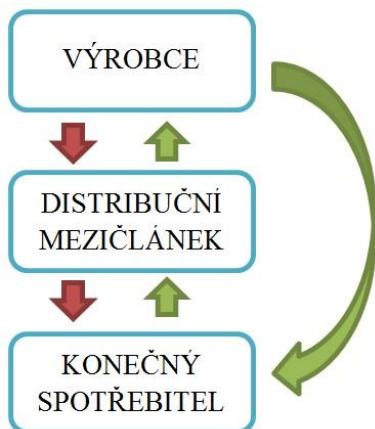 VÝROBCE
DISTRIBUČNÍ
MEZIČLÁNEK
KONEČNÝ
SPOTŘEBITEL